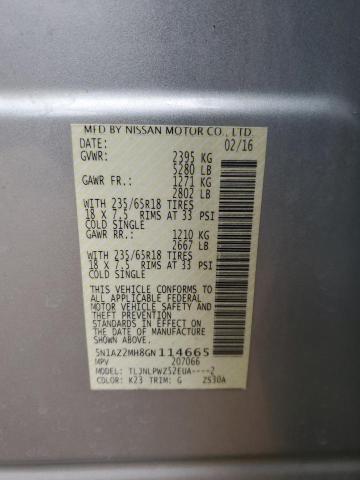 MFD BY NISSAN MOTOR CO., LTD.
DATE: 02/16
GVWR: 2395 KG
5280 LB
GAWR FR.: 1271 KG
2802 LB
WITH 235/65R18 TIRES
18 X 7.5 RIMS AT 33 PSI
COLD SINGLE
GAWR RR.: 1210 KG
2667 LB
WITH 235/65R18 TIRES
18 X 7.5 RIMS AT 33 PSI
COLD SINGLE
THIS VEHICLE CONFORMS TO
ALL APPLICABLE FEDERAL
MOTOR VEHICLE SAFETY
AND THEFT PREVENTION
STANDARDS IN EFFECT ON THE
DATE OF MANUFACTURE
SHOWN ABOVE.
5N1AZ2MH8GN114665
MPV 207066
MODEL: TLJNLPWZ52EUA----2
COLOR: K23 TRIM: G Z530A